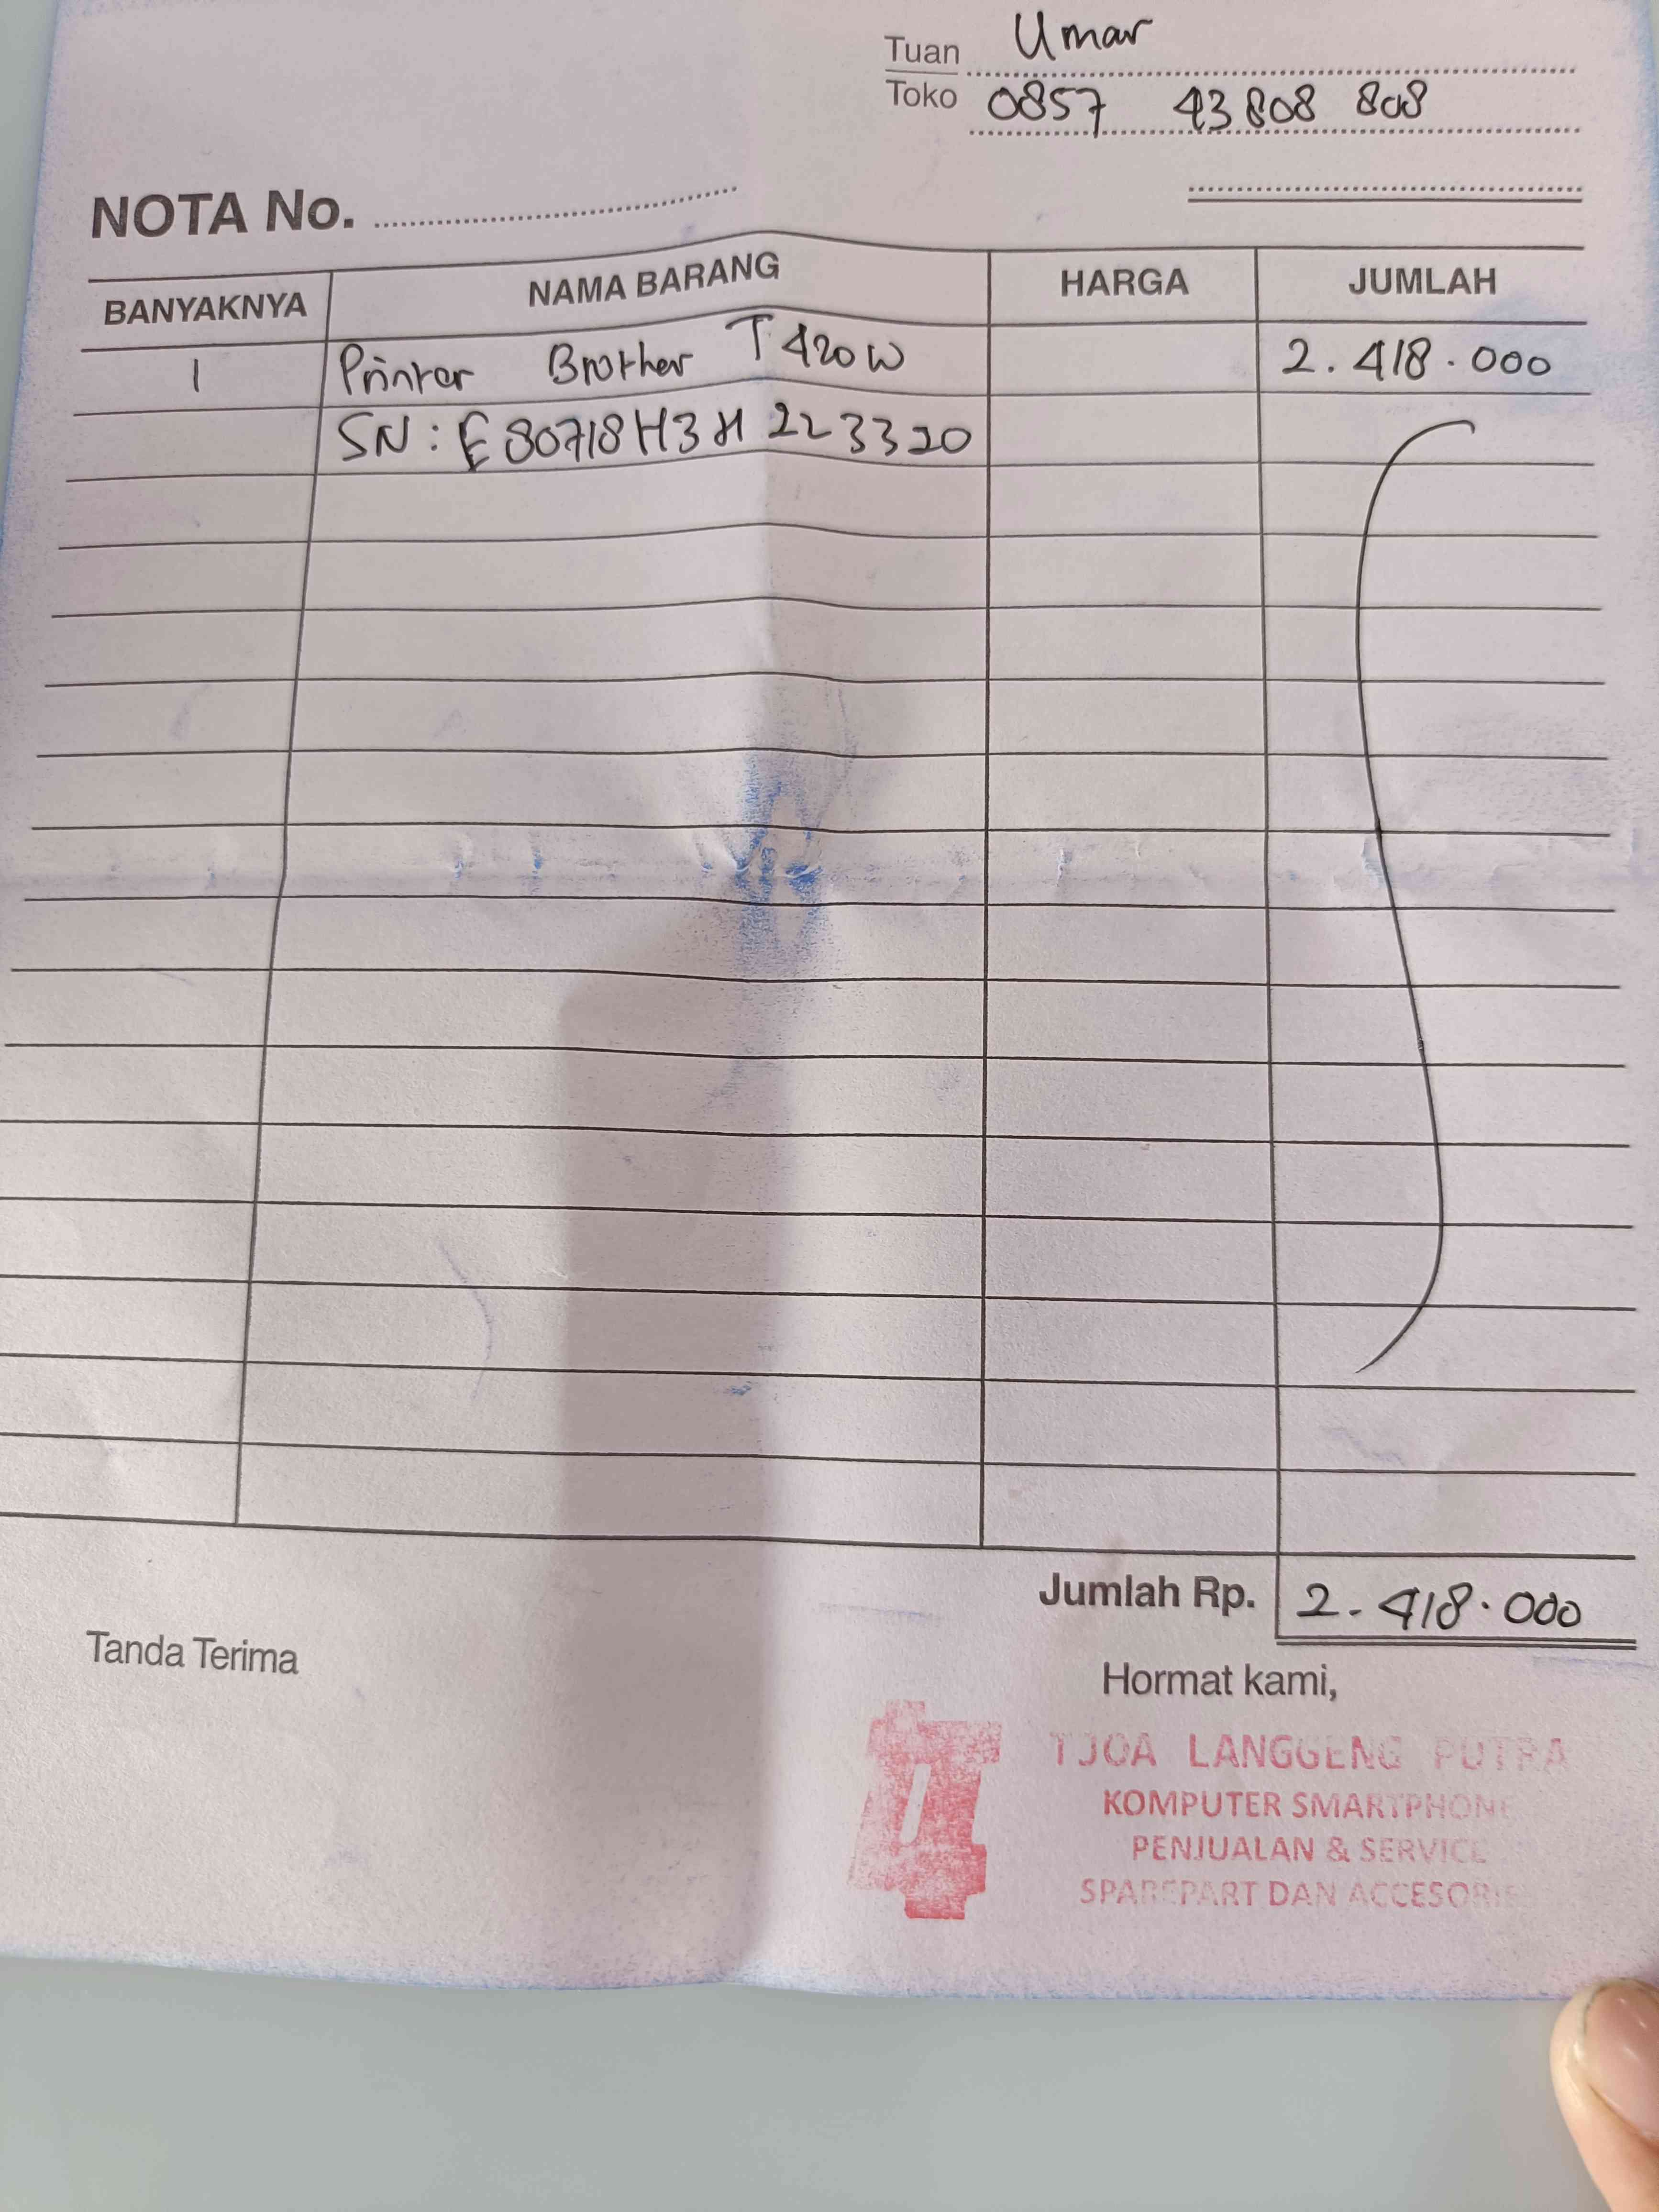 Tuan Umar
Toko 0857 43808 808
NOTA No.
BANYAKNYA NAMA BARANG HARGA JUMLAH
1 Printer Brother T420W 2.418.000
SN: E80718H3H223320
Jumlah Rp. 2.418.000
Tanda Terima
Hormat kami,
TJOA LANGGENG PUTRA
KOMPUTER SMARTPHONE
PENJUALAN & SERVICE
SPAREPART DAN ACCESORIE